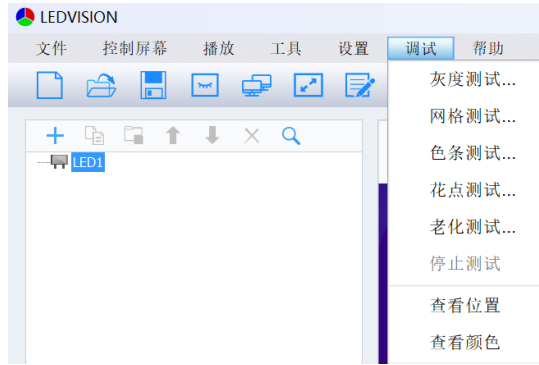 LEDVISION
文件 控制屏幕 播放 工具 设置 调试 帮助
灰度测试...
网格测试...
色条测试...
花点测试...
老化测试...
停止测试
查看位置
查看颜色
LED1